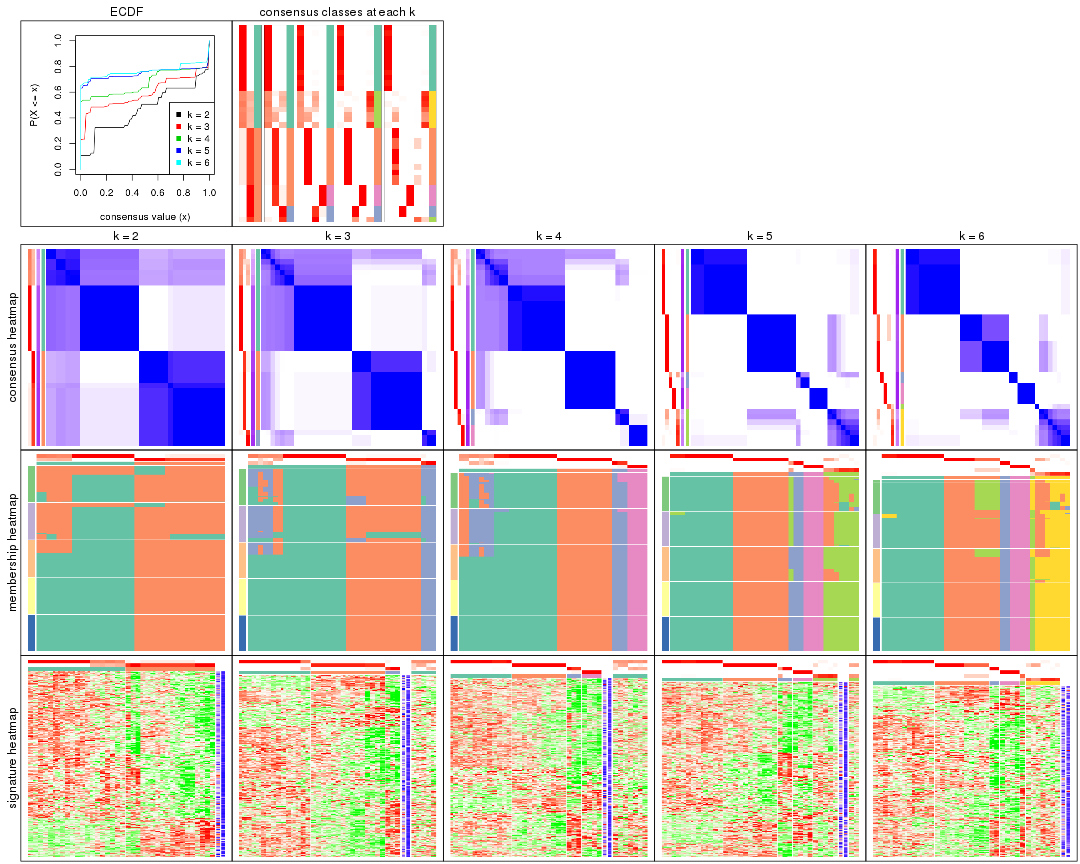 ECDF
consensus classes at each k
P(X <= x)
0.0 0.2 0.4 0.6 0.8 1.0
k = 2
k = 3
k = 4
k = 5
k = 6
0.0 0.2 0.4 0.6 0.8 1.0
consensus value (x)
k = 2
k = 3
k = 4
k = 5
k = 6
consensus heatmap
membership heatmap
signature heatmap